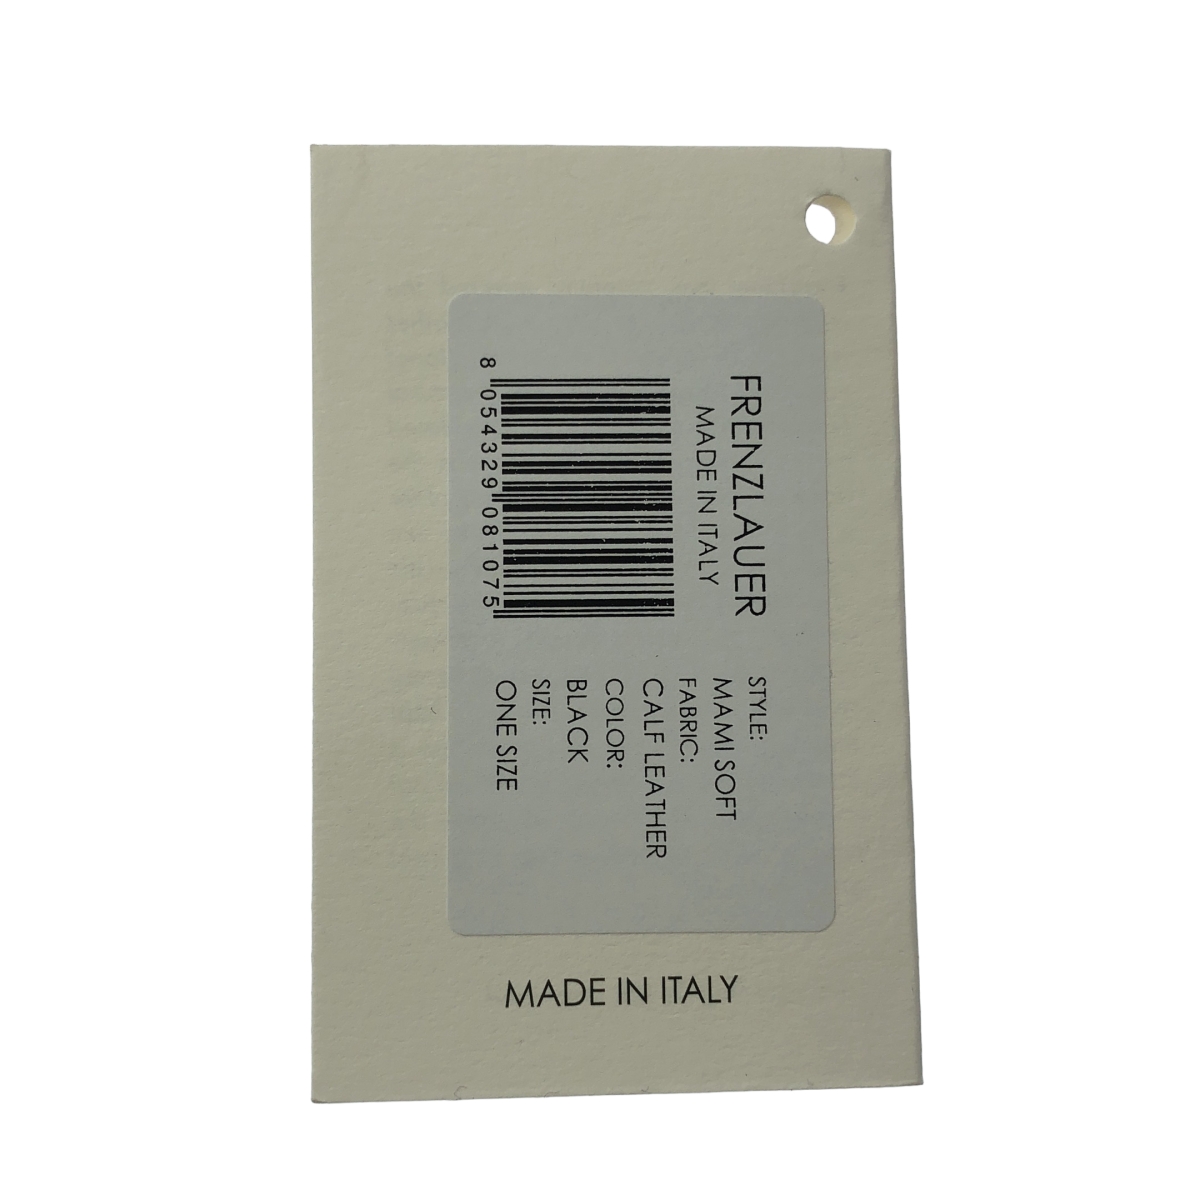 FRENZLAUER
MADE IN ITALY
8 054329 081075
STYLE:
MAMI SOFT
FABRIC:
CALF LEATHER
COLOR:
BLACK
SIZE:
ONE SIZE
MADE IN ITALY